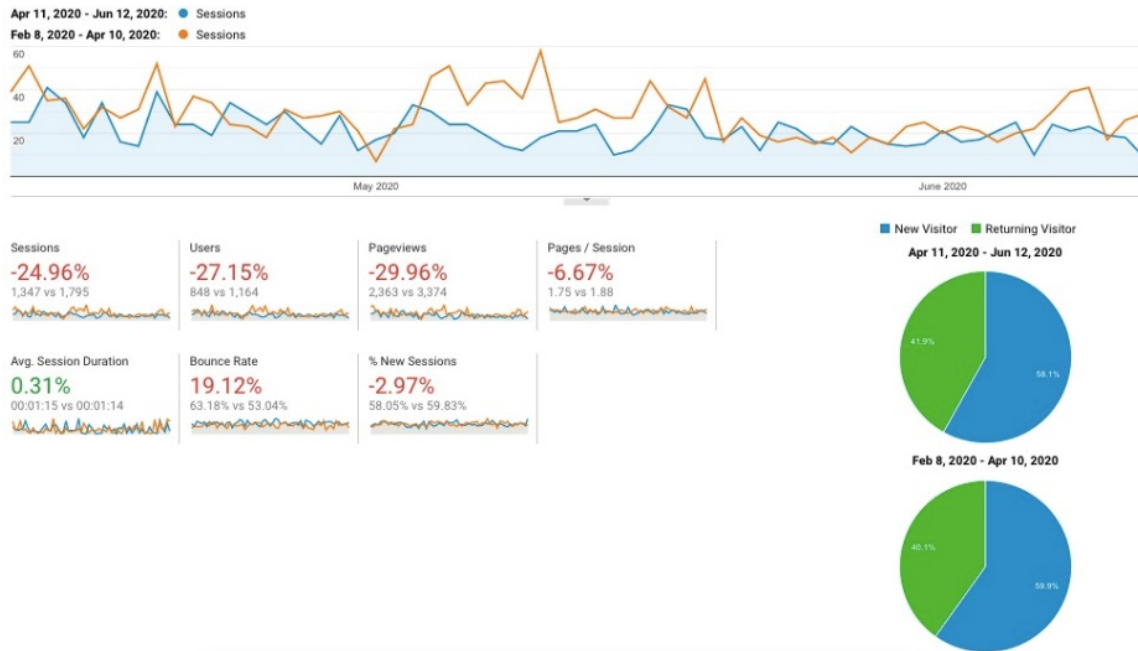 Apr 11, 2020 - Jun 12, 2020: Sessions
Feb 8, 2020 - Apr 10, 2020: Sessions
60
40
20
May 2020
June 2020
New Visitor Returning Visitor
Apr 11, 2020 - Jun 12, 2020
41.9%
58.1%
Sessions
-24.96%
1,347 vs 1,795
Users
-27.15%
848 vs 1,164
Pageviews
-29.96%
2,363 vs 3,374
Pages / Session
-6.67%
1.75 vs 1.88
Avg. Session Duration
0.31%
00:01:15 vs 00:01:14
Bounce Rate
19.12%
63.18% vs 53.04%
% New Sessions
-2.97%
58.05% vs 59.83%
Feb 8, 2020 - Apr 10, 2020
40.1%
59.9%